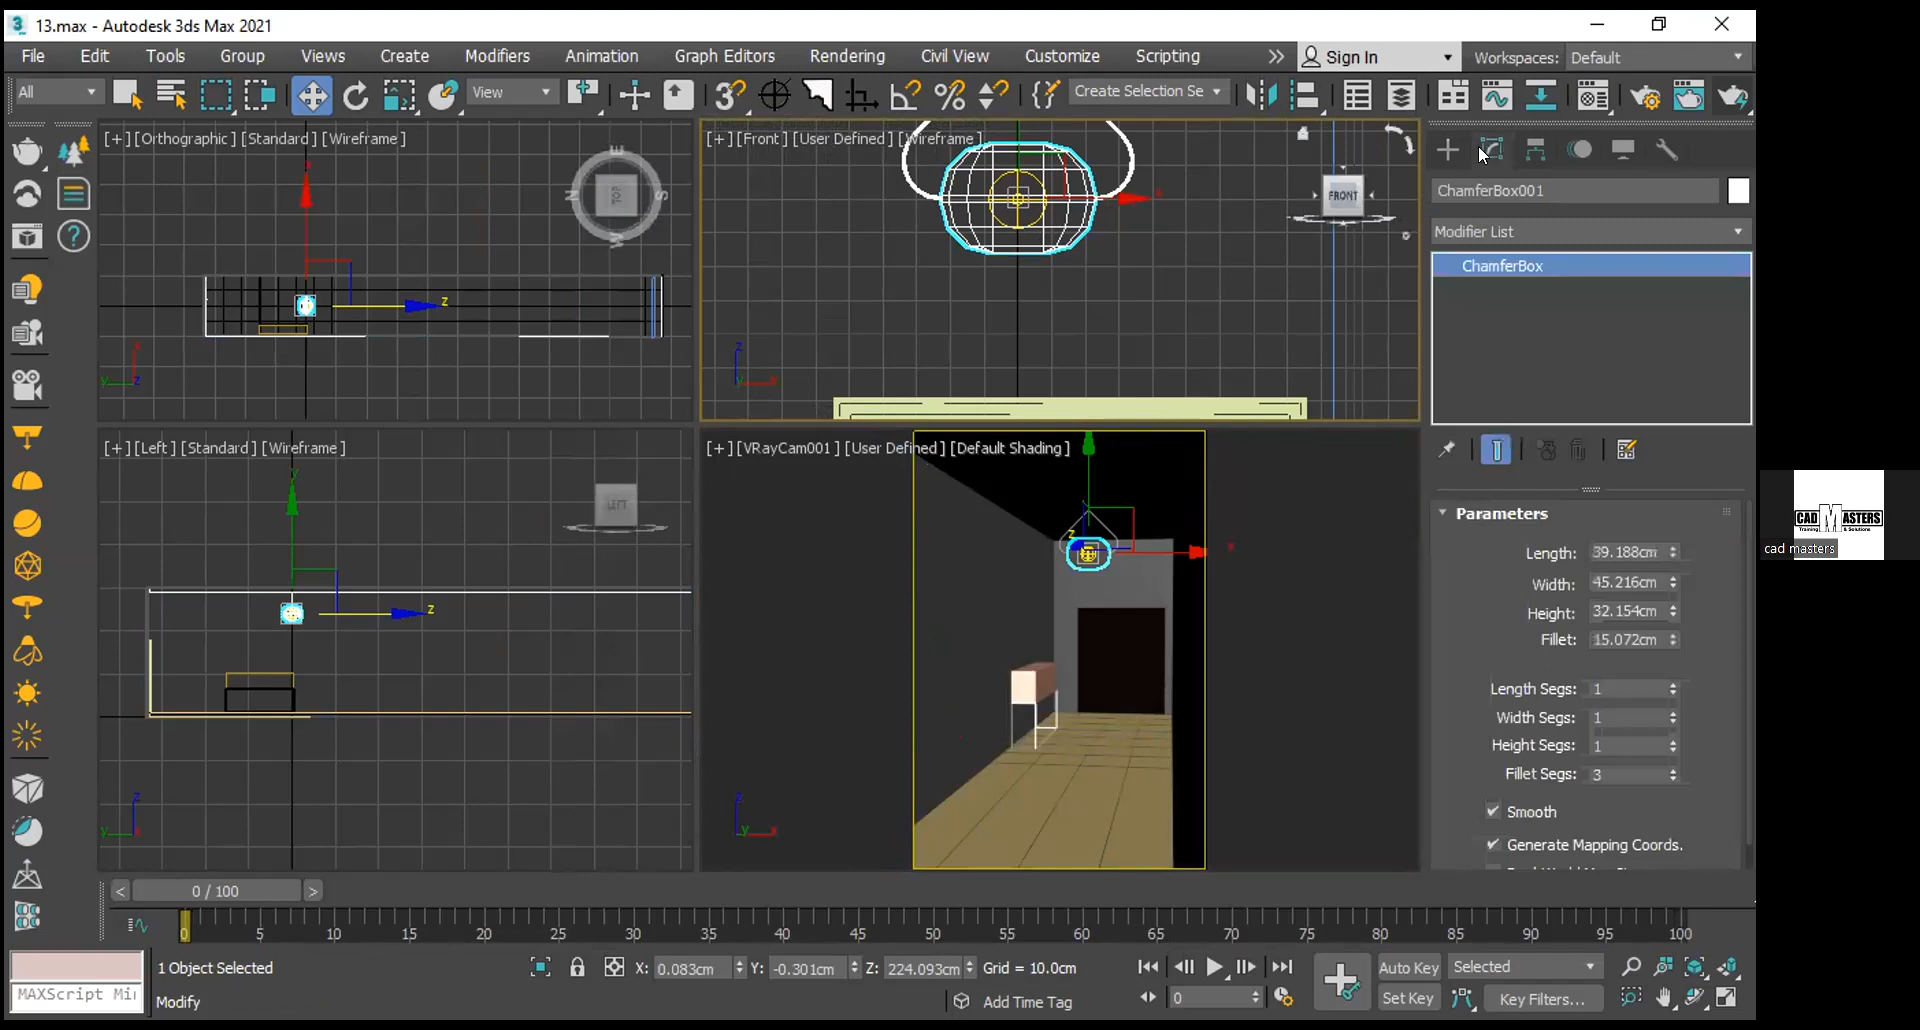 13.max - Autodesk 3ds Max 2021
File Edit Tools Group Views Create Modifiers Animation Graph Editors Rendering Civil View Customize Scripting Sign In Workspaces: Default
All View Create Selection Se
[+] [Orthographic] [Standard] [Wireframe]
[+] [Front] [User Defined] [Wireframe]
ChamferBox001
TOP
FRONT
Modifier List
ChamferBox
[+] [Left] [Standard] [Wireframe]
[+] [VRayCam001] [User Defined] [Default Shading]
LEFT
Parameters
Length: 39.188cm
Width: 45.216cm
Height: 32.154cm
Fillet: 15.072cm
Length Segs: 1
Width Segs: 1
Height Segs: 1
Fillet Segs: 3
Smooth
Generate Mapping Coords.
CAD MASTERS
cad masters
0 / 100
0 5 10 15 20 25 30 35 40 45 50 55 60 65 70 75 80 85 90 95 100
1 Object Selected X: 0.083cm Y: -0.301cm Z: 224.093cm Grid = 10.0cm Auto Key Selected
MAXScript Mi
Modify Add Time Tag 0 Set Key Key Filters...